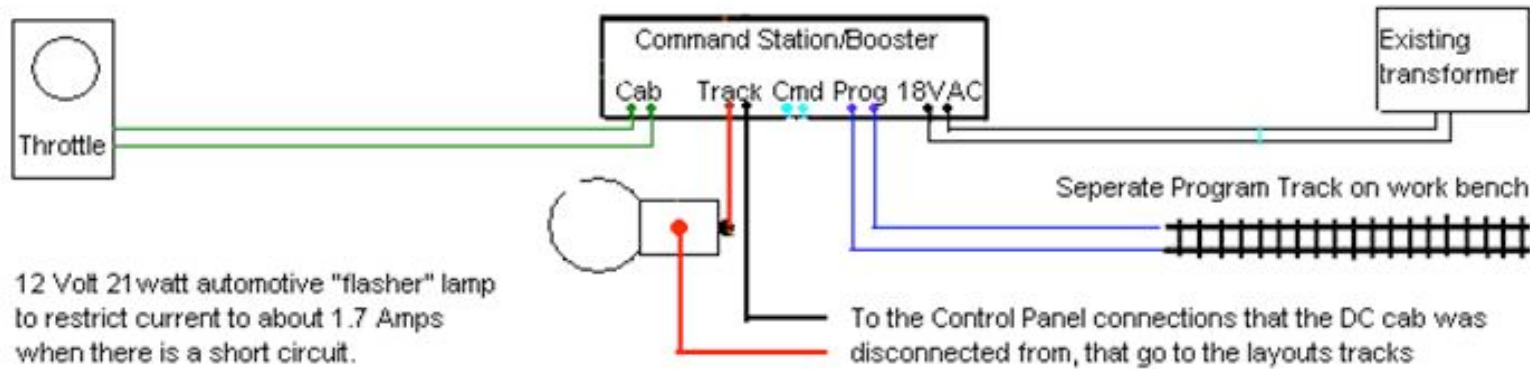 Command Station/Booster
Cab Track Cmd Prog 18VAC
Existing
transformer
Throttle
Seperate Program Track on work bench
12 Volt 21watt automotive "flasher" lamp
to restrict current to about 1.7 Amps
when there is a short circuit.
To the Control Panel connections that the DC cab was
disconnected from, that go to the layouts tracks